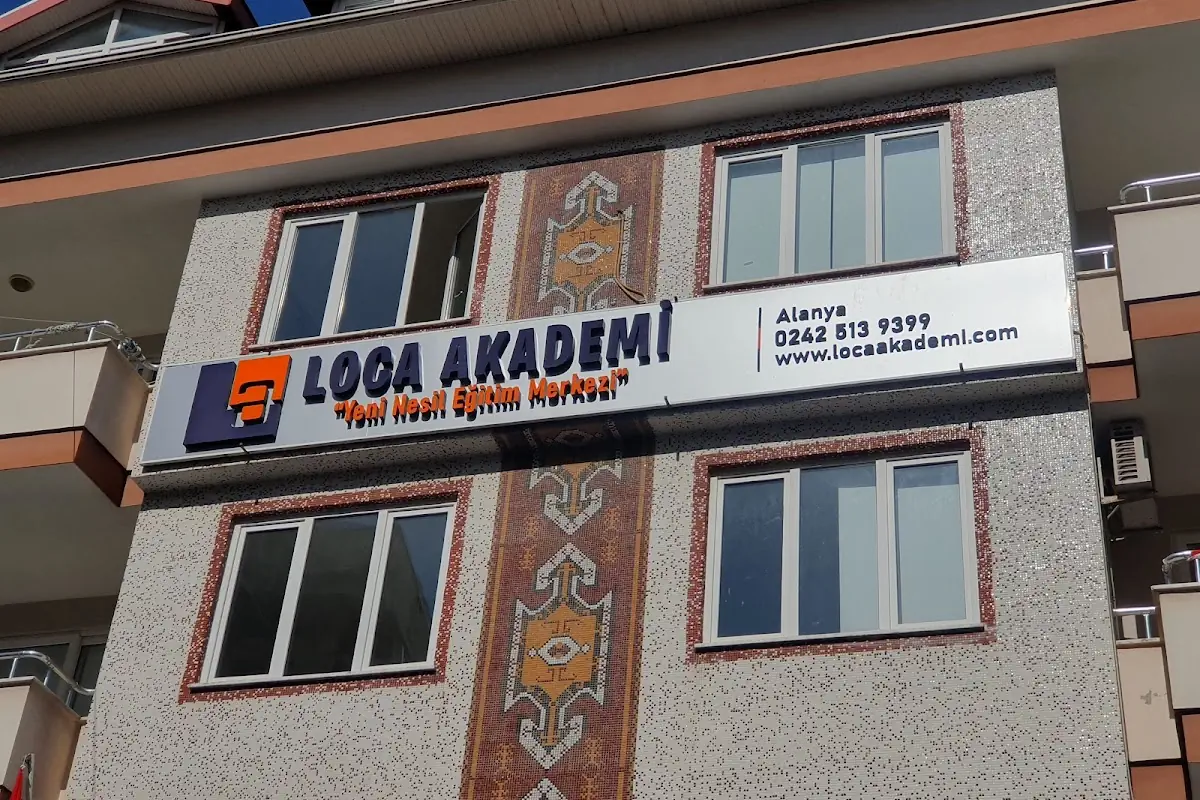 LOCA AKADEMİ
“Yeni Nesil Eğitim Merkezi”
Alanya
0242 513 9399
www.locaakademi.com